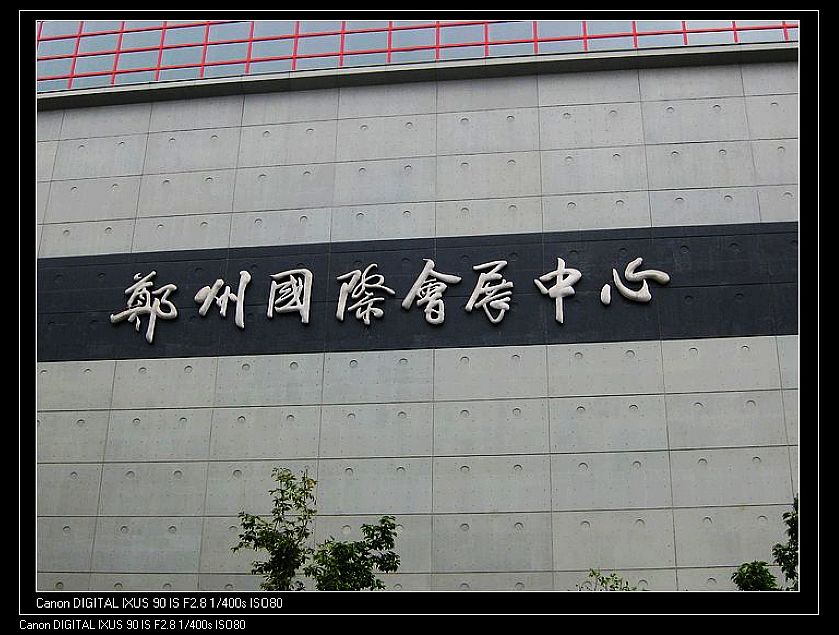 鄭州國際會展中心
Canon DIGITAL IXUS 90 IS F2.8 1/400s ISO80
Canon DIGITAL IXUS 90 IS F2.8 1/400s ISO80